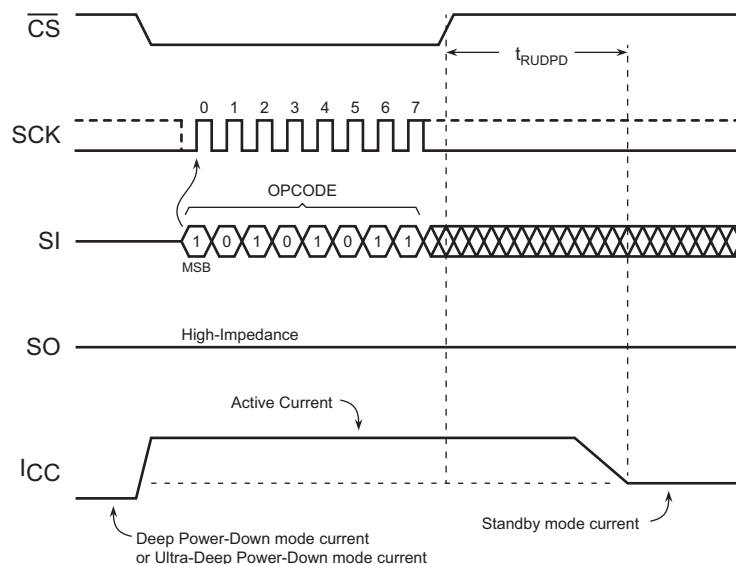 CS
tRUDPD
0 1 2 3 4 5 6 7
SCK
OPCODE
SI
1 0 1 0 1 0 1 1
MSB
High-Impedance
SO
Active Current
ICC
Standby mode current
Deep Power-Down mode current
or Ultra-Deep Power-Down mode current